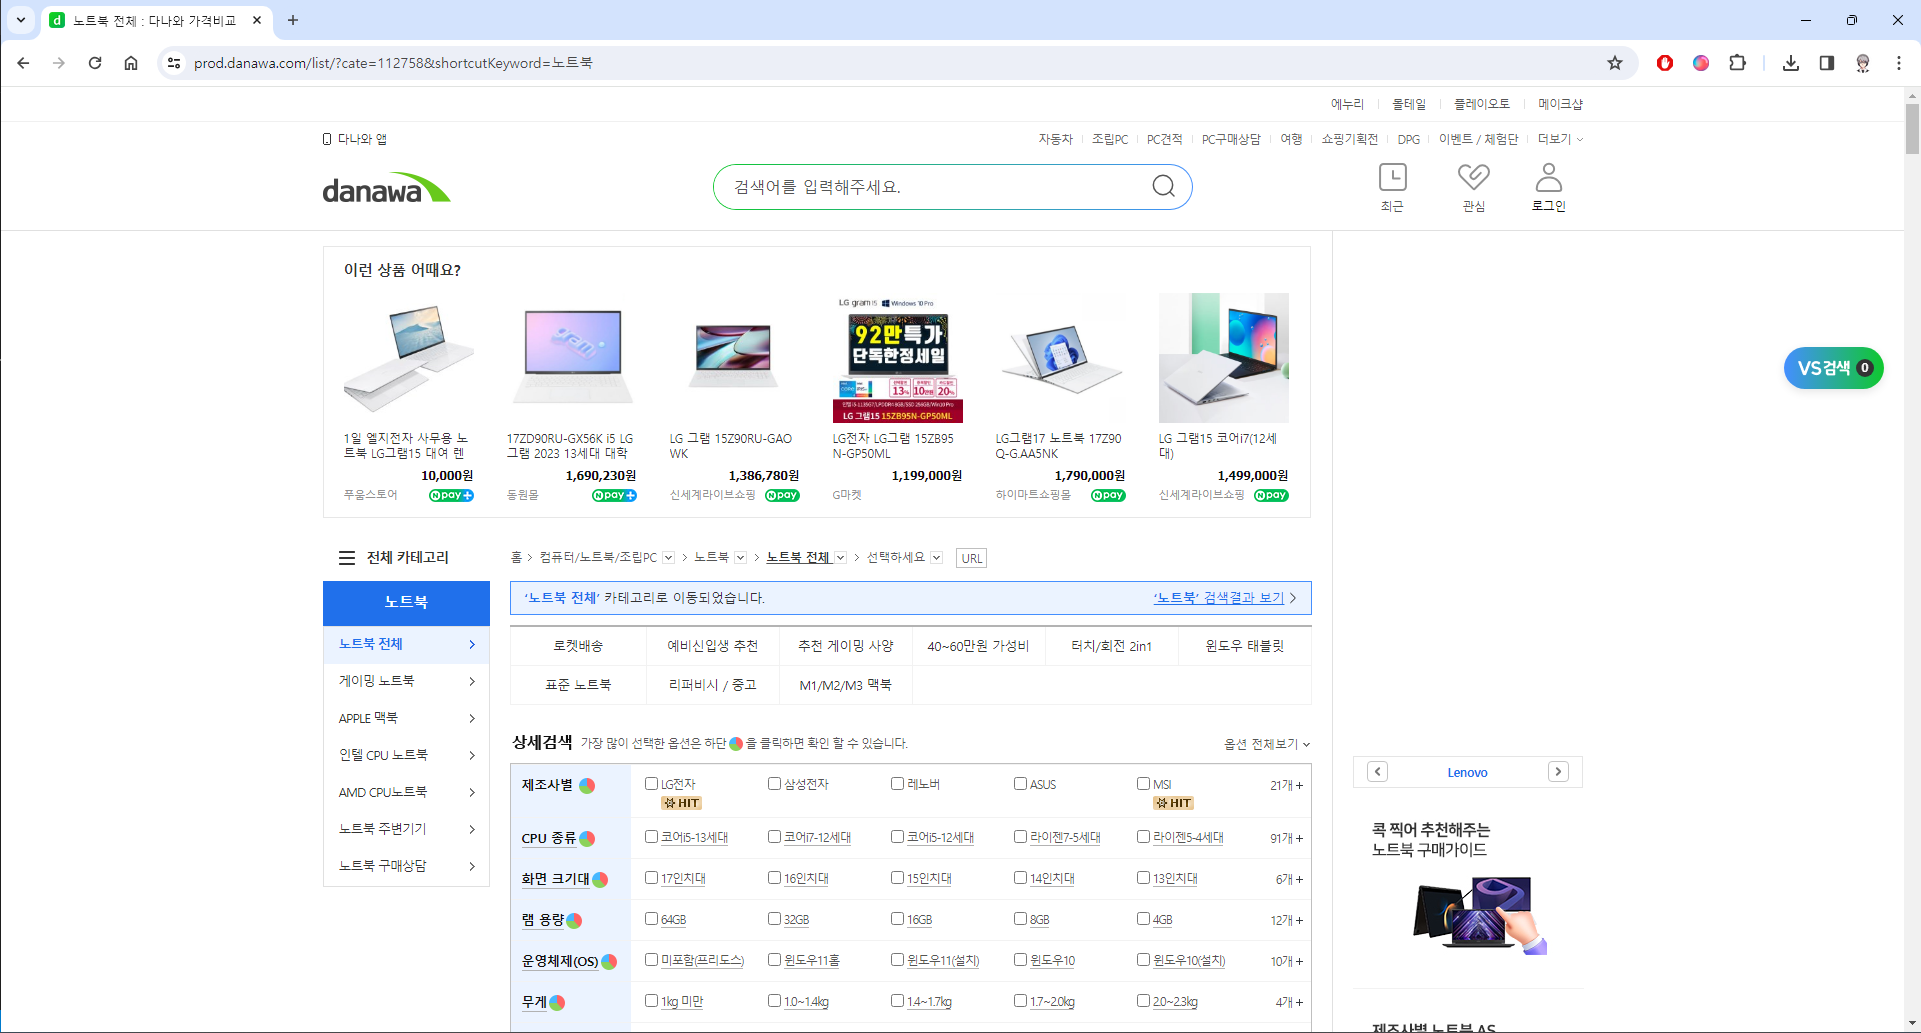 노트북 전체 : 다나와 가격비교
prod.danawa.com/list/?cate=112758&shortcutKeyword=노트북
에누리 몰테일 플레이오토 메이크샵
다나와 앱
자동차 조립PC PC견적 PC구매상담 여행 쇼핑기획전 DPG 이벤트 / 체험단 더보기
danawa
검색어를 입력해주세요.
최근 관심 로그인
이런 상품 어때요?
LG gram 15 Windows 10 Pro
92만특가
단독한정세일
13% 10만원 20%
LG 그램15 15ZB95N-GP50ML
1일 엘지전자 사무용 노
트북 LG그램15 대여 렌
10,000원
푸울스토어 N pay+
17ZD90RU-GX56K i5 LG
그램 2023 13세대 대학
1,690,230원
동원몰 N pay+
LG 그램 15Z90RU-GAO
WK
1,386,780원
신세계라이브쇼핑 N pay
LG전자 LG그램 15ZB95
N-GP50ML
1,199,000원
G마켓
LG그램17 노트북 17Z90
Q-G.AA5NK
1,790,000원
하이마트쇼핑몰 N pay
LG 그램15 코어i7(12세
대)
1,499,000원
신세계라이브쇼핑 N pay
VS검색 0
전체 카테고리
노트북
노트북 전체
게이밍 노트북
APPLE 맥북
인텔 CPU 노트북
AMD CPU노트북
노트북 주변기기
노트북 구매상담
홈 > 컴퓨터/노트북/조립PC > 노트북 > 노트북 전체 > 선택하세요 URL
‘노트북 전체’ 카테고리로 이동되었습니다. ‘노트북’ 검색결과 보기 >
로켓배송 예비신입생 추천 추천 게이밍 사양 40~60만원 가성비 터치/회전 2in1 윈도우 태블릿
표준 노트북 리퍼비시 / 중고 M1/M2/M3 맥북
상세검색 가장 많이 선택한 옵션은 하단 을 클릭하면 확인 할 수 있습니다. 옵션 전체보기
제조사별 LG전자 삼성전자 레노버 ASUS MSI 21개 +
HIT HIT
CPU 종류 코어i5-13세대 코어i7-12세대 코어i5-12세대 라이젠7-5세대 라이젠5-4세대 91개 +
화면 크기대 17인치대 16인치대 15인치대 14인치대 13인치대 6개 +
램 용량 64GB 32GB 16GB 8GB 4GB 12개 +
운영체제(OS) 미포함(프리도스) 윈도우11홈 윈도우11(설치) 윈도우10 윈도우10(설치) 10개 +
무게 1kg 미만 1.0~1.4kg 1.4~1.7kg 1.7~2.0kg 2.0~2.3kg 4개 +
Lenovo
콕 찍어 추천해주는
노트북 구매가이드
제조사별 노트북 AS